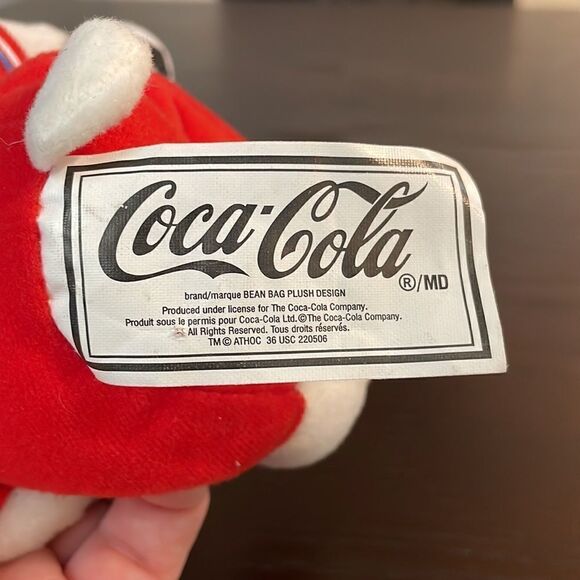 Coca-Cola
®/MD
brand/marque BEAN BAG PLUSH DESIGN
Produced under license for The Coca-Cola Company.
Produit sous le permis pour Coca-Cola Ltd.©The Coca-Cola Company.
All Rights Reserved. Tous droits réservés.
TM © ATHOC 36 USC 220506